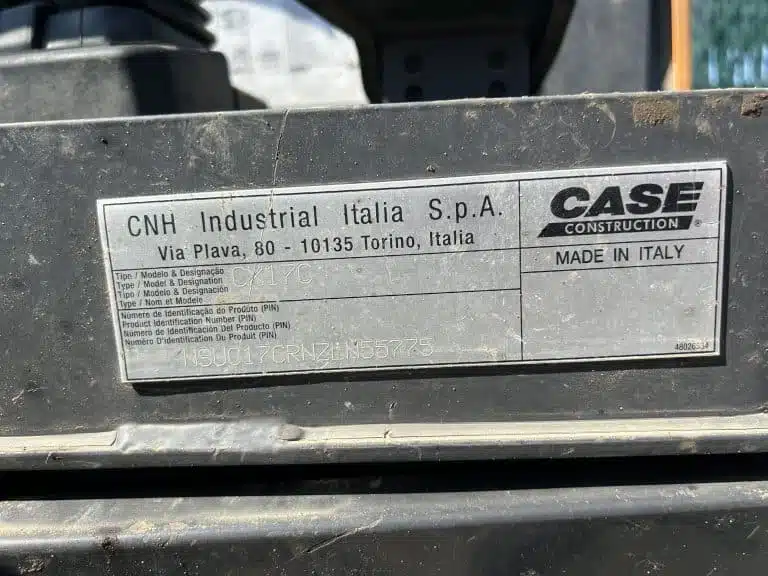 CNH Industrial Italia S.p.A.
Via Plava, 80 - 10135 Torino, Italia
CASE
CONSTRUCTION ®
MADE IN ITALY
Tipo / Modelo & Designação
Type / Model & Designation
Tipo / Modelo & Designación
Type / Nom et Modele
CX17C
Número de Identificação do Produto (PIN)
Product Identification Number (PIN)
Número de Identificación Del Producto (PIN)
Numéro D'identification Du Produit (PIN)
48026534